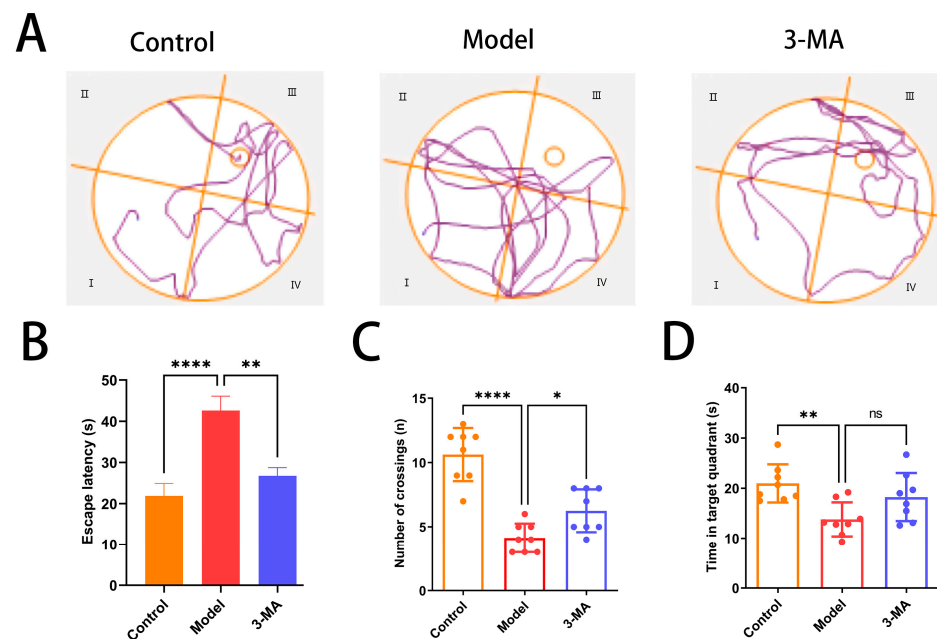 A
Control
Model
3-MA
II
III
I
IV
II
III
I
IV
II
III
I
IV
B
Escape latency (s)
50
40
30
20
10
0
****
**
Control
Model
3-MA
C
Number of crossings (n)
15
10
5
0
****
*
Control
Model
3-MA
D
Time in target quadrant (s)
40
30
20
10
0
**
ns
Control
Model
3-MA